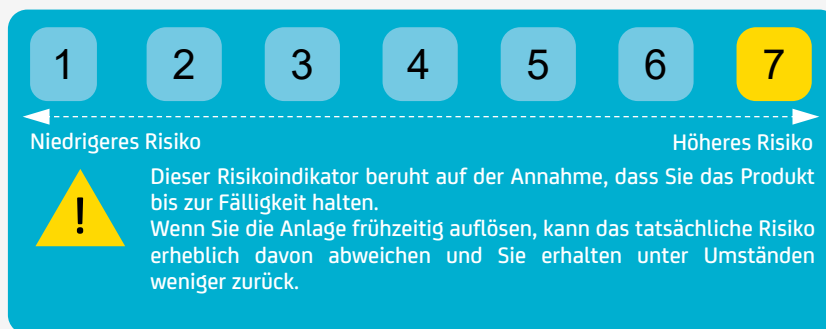 1 2 3 4 5 6 7
Niedrigeres Risiko Höheres Risiko
!
Dieser Risikoindikator beruht auf der Annahme, dass Sie das Produkt
bis zur Fälligkeit halten.
Wenn Sie die Anlage frühzeitig auflösen, kann das tatsächliche Risiko
erheblich davon abweichen und Sie erhalten unter Umständen
weniger zurück.